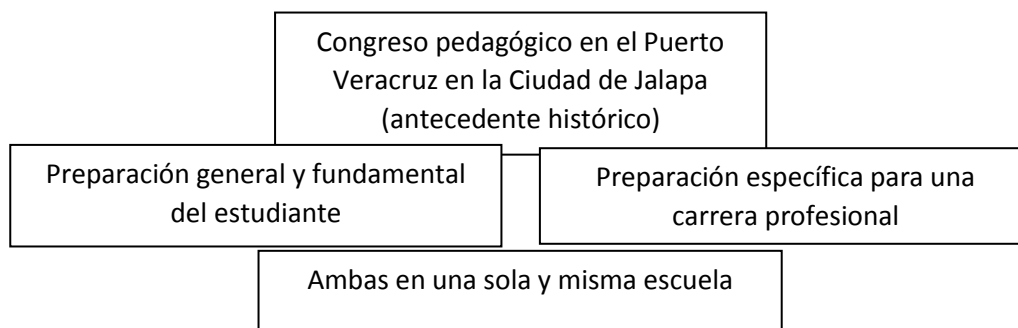 Congreso pedagógico en el Puerto
Veracruz en la Ciudad de Jalapa
(antecedente histórico)
Preparación general y fundamental
del estudiante
Preparación específica para una
carrera profesional
Ambas en una sola y misma escuela